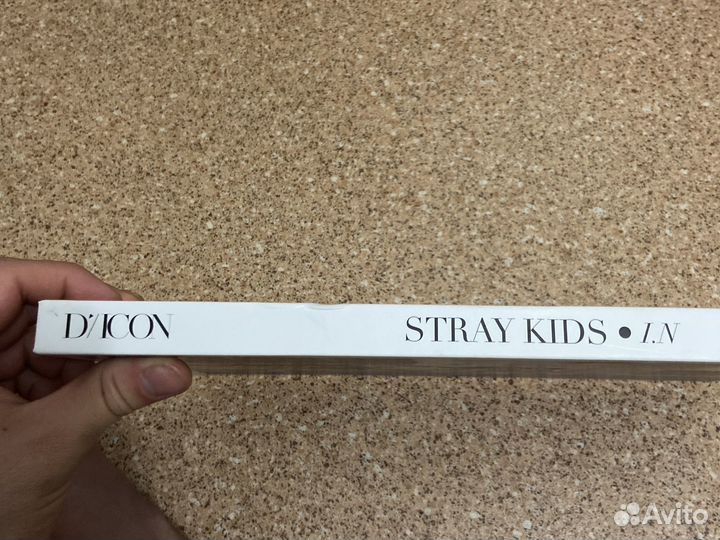 D'/ICON STRAY KIDS • I.N
Avito